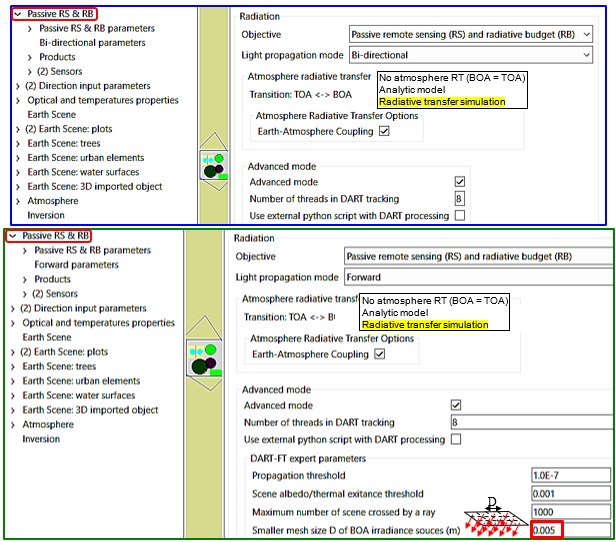 Passive RS & RB
Passive RS & RB parameters
Bi-directional parameters
Products
(2) Sensors
(2) Direction input parameters
Optical and temperatures properties
Earth Scene
(2) Earth Scene: plots
Earth Scene: trees
Earth Scene: urban elements
Earth Scene: water surfaces
Earth Scene: 3D imported object
Atmosphere
Inversion
Radiation
Objective Passive remote sensing (RS) and radiative budget (RB)
Light propagation mode Bi-directional
Atmosphere radiative transfer
Transition: TOA <-> BOA
No atmosphere RT (BOA = TOA)
Analytic model
Radiative transfer simulation
Atmosphere Radiative Transfer Options
Earth-Atmosphere Coupling
Advanced mode
Advanced mode
Number of threads in DART tracking 8
Use external python script with DART processing
Passive RS & RB
Passive RS & RB parameters
Forward parameters
Products
(2) Sensors
(2) Direction input parameters
Optical and temperatures properties
Earth Scene
(2) Earth Scene: plots
Earth Scene: trees
Earth Scene: urban elements
Earth Scene: water surfaces
Earth Scene: 3D imported object
Atmosphere
Inversion
Radiation
Objective Passive remote sensing (RS) and radiative budget (RB)
Light propagation mode Forward
Atmosphere radiative
Transition: TOA <->
No atmosphere RT (BOA = TOA)
Analytic model
Radiative transfer simulation
Atmosphere Radiative Transfer Options
Earth-Atmosphere Coupling
Advanced mode
Advanced mode
Number of threads in DART tracking 8
Use external python script with DART processing
DART-FT expert parameters
Propagation threshold 1.0E-7
Scene albedo/thermal exitance threshold 0.001
Maximum number of scene crossed by a ray 1000
D
Smaller mesh size D of BOA irradiance souces (m) 0.005